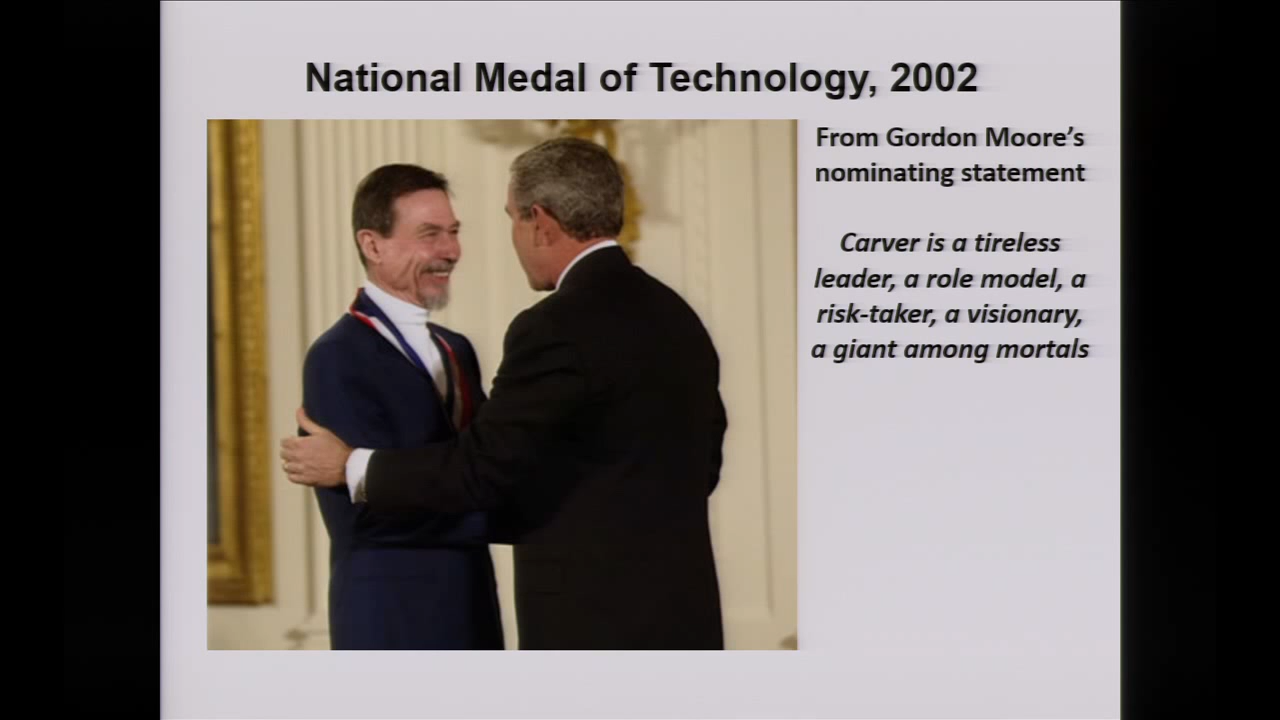 National Medal of Technology, 2002
From Gordon Moore’s
nominating statement
Carver is a tireless
leader, a role model, a
risk-taker, a visionary,
a giant among mortals